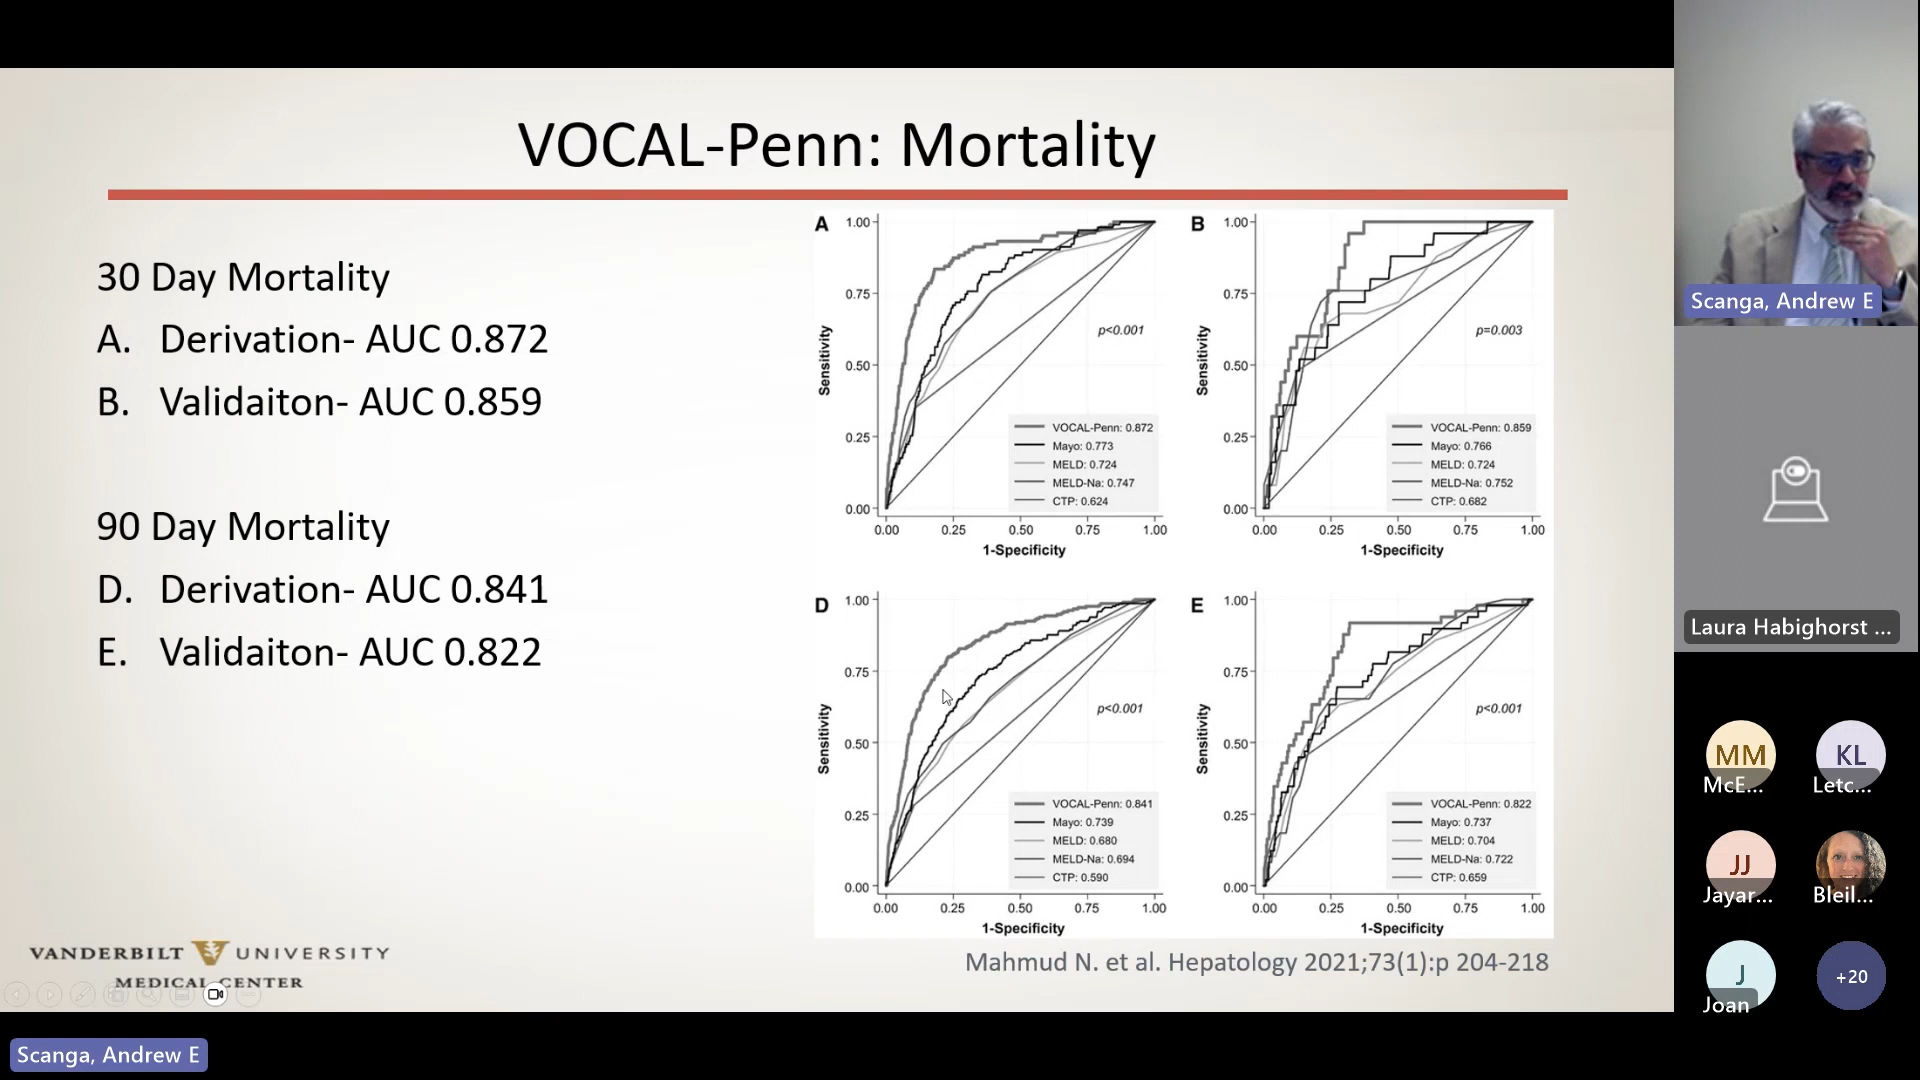 VOCAL-Penn: Mortality
30 Day Mortality
A. Derivation- AUC 0.872
B. Validaiton- AUC 0.859
90 Day Mortality
D. Derivation- AUC 0.841
E. Validaiton- AUC 0.822
A
1.00
0.75
0.50
0.25
0.00
Sensitivity
p<0.001
VOCAL-Penn: 0.872
Mayo: 0.773
MELD: 0.724
MELD-Na: 0.747
CTP: 0.624
0.00 0.25 0.50 0.75 1.00
1-Specificity
B
1.00
0.75
0.50
0.25
0.00
Sensitivity
p=0.003
VOCAL-Penn: 0.859
Mayo: 0.766
MELD: 0.724
MELD-Na: 0.752
CTP: 0.682
0.00 0.25 0.50 0.75 1.00
1-Specificity
D
1.00
0.75
0.50
0.25
0.00
Sensitivity
p<0.001
VOCAL-Penn: 0.841
Mayo: 0.739
MELD: 0.680
MELD-Na: 0.694
CTP: 0.590
0.00 0.25 0.50 0.75 1.00
1-Specificity
E
1.00
0.75
0.50
0.25
0.00
Sensitivity
p<0.001
VOCAL-Penn: 0.822
Mayo: 0.737
MELD: 0.704
MELD-Na: 0.722
CTP: 0.659
0.00 0.25 0.50 0.75 1.00
1-Specificity
Mahmud N. et al. Hepatology 2021;73(1):p 204-218
VANDERBILT UNIVERSITY
MEDICAL CENTER
Scanga, Andrew E
Scanga, Andrew E
Laura Habighorst ...
MM
McE...
KL
Letc...
JJ
Jayar...
Bleil...
J
Joan
+20